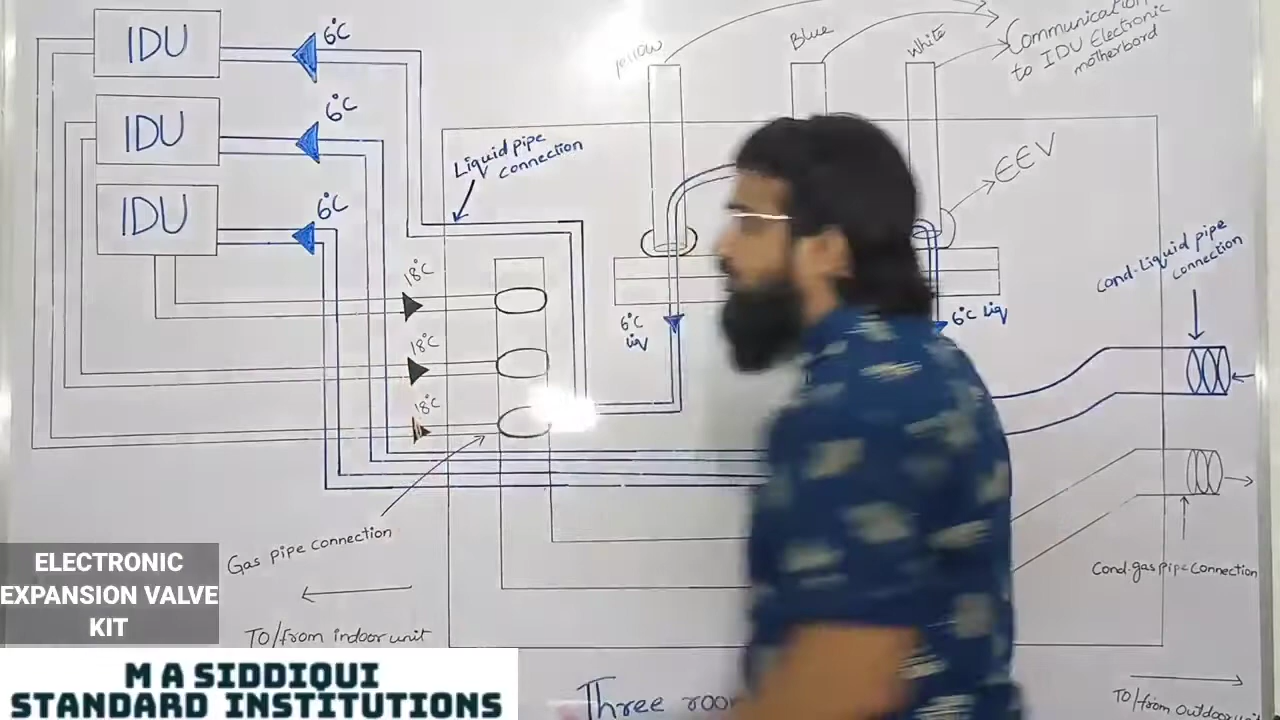 IDU
6°C
IDU
6°C
IDU
6°C
Yellow
Blue
White
Communication
to IDU Electronic
motherbord
Liquid pipe
connection
EEV
18°C
18°C
18°C
6°C
Liq
6°C Liq
Cond. Liquid pipe
connection
Gas pipe connection
Cond. gas pipe connection
TO/from indoor unit
Three
TO/from outdoor
ELECTRONIC
EXPANSION VALVE
KIT
M A SIDDIQUI
STANDARD INSTITUTIONS